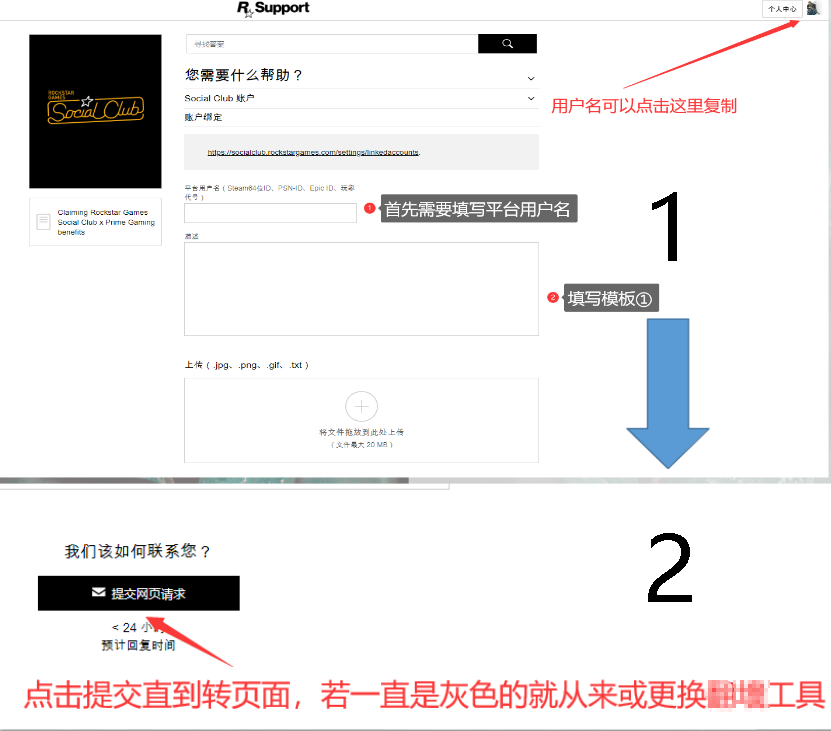 R Support
个人中心
寻找答案
您需要什么帮助？
Social Club 账户
账户绑定
https://socialclub.rockstargames.com/settings/linkedaccounts.
用户名可以点击这里复制
ROCKSTAR
GAMES
Social Club
Claiming Rockstar Games
Social Club x Prime Gaming
benefits
平台用户名（Steam64位ID、PSN-ID、Epic ID、玩家
代号）
1 首先需要填写平台用户名
描述
2 填写模板①
1
上传（.jpg、.png、.gif、.txt）
将文件拖放到此处上传
（文件最大 20 MB）
我们该如何联系您？
提交网页请求
< 24 小
预计回复时间
2
点击提交直到转页面，若一直是灰色的就从来或更换
工具